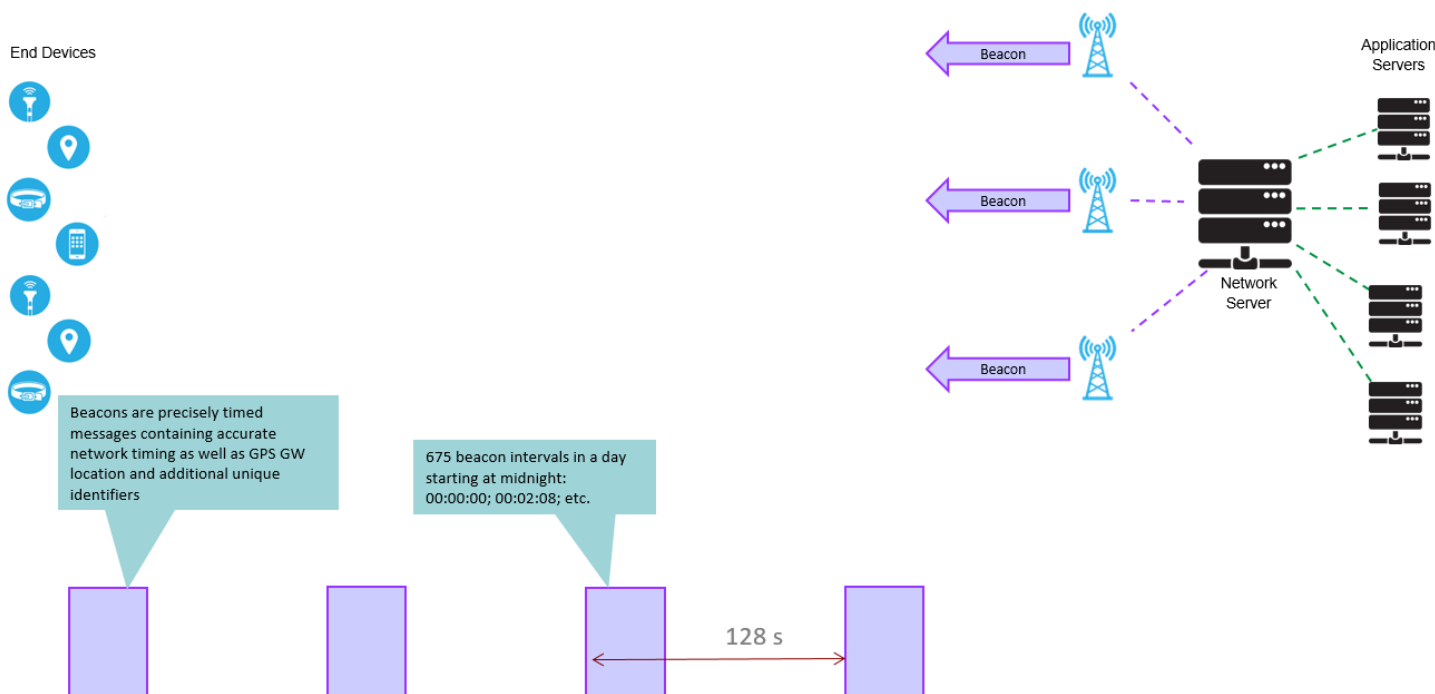 End Devices
Beacon
Application
Servers
Beacon
Network
Server
Beacon
Beacons are precisely timed
messages containing accurate
network timing as well as GPS GW
location and additional unique
identifiers
675 beacon intervals in a day
starting at midnight:
00:00:00; 00:02:08; etc.
128 s